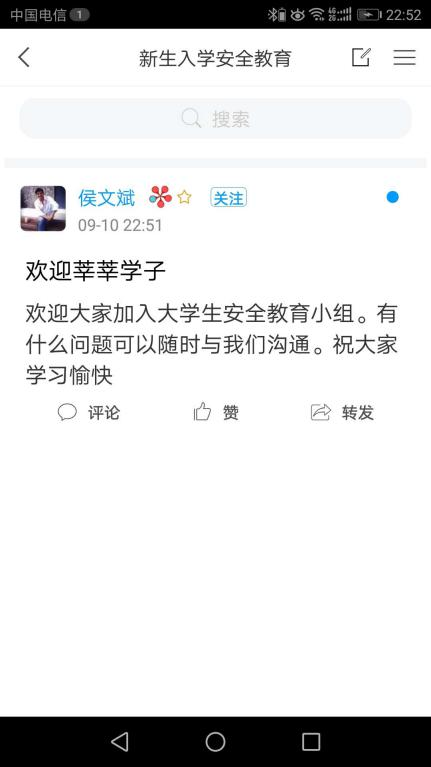 中国电信 1 22:52
新生入学安全教育
搜索
侯文斌 关注
09-10 22:51
欢迎莘莘学子
欢迎大家加入大学生安全教育小组。有
什么问题可以随时与我们沟通。祝大家
学习愉快
评论 赞 转发